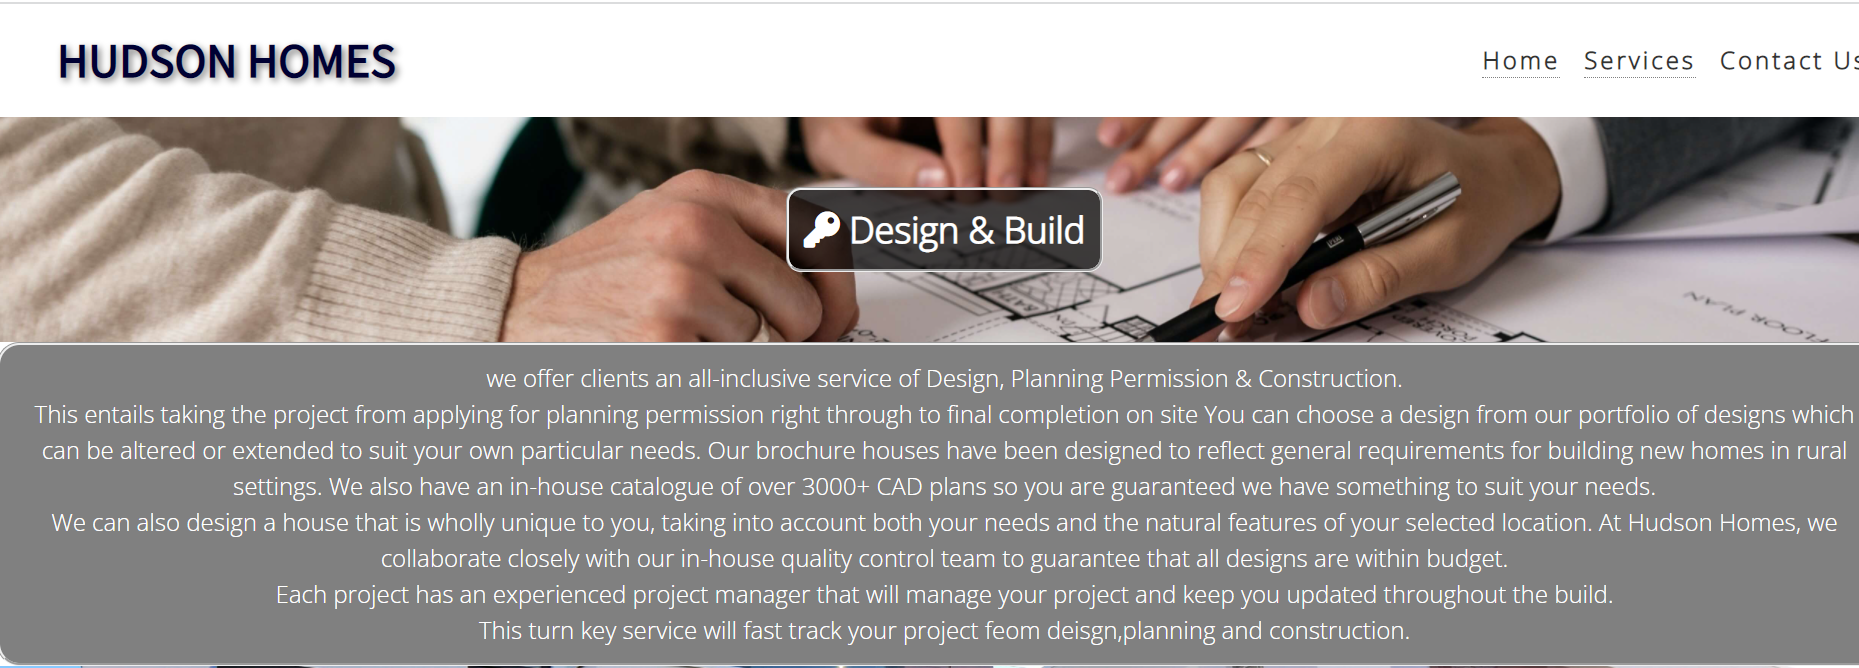 HUDSON HOMES
Home Services Contact Us
Design & Build
FLOOR PLAN
we offer clients an all-inclusive service of Design, Planning Permission & Construction.
This entails taking the project from applying for planning permission right through to final completion on site You can choose a design from our portfolio of designs which
can be altered or extended to suit your own particular needs. Our brochure houses have been designed to reflect general requirements for building new homes in rural
settings. We also have an in-house catalogue of over 3000+ CAD plans so you are guaranteed we have something to suit your needs.
We can also design a house that is wholly unique to you, taking into account both your needs and the natural features of your selected location. At Hudson Homes, we
collaborate closely with our in-house quality control team to guarantee that all designs are within budget.
Each project has an experienced project manager that will manage your project and keep you updated throughout the build.
This turn key service will fast track your project feom deisgn,planning and construction.